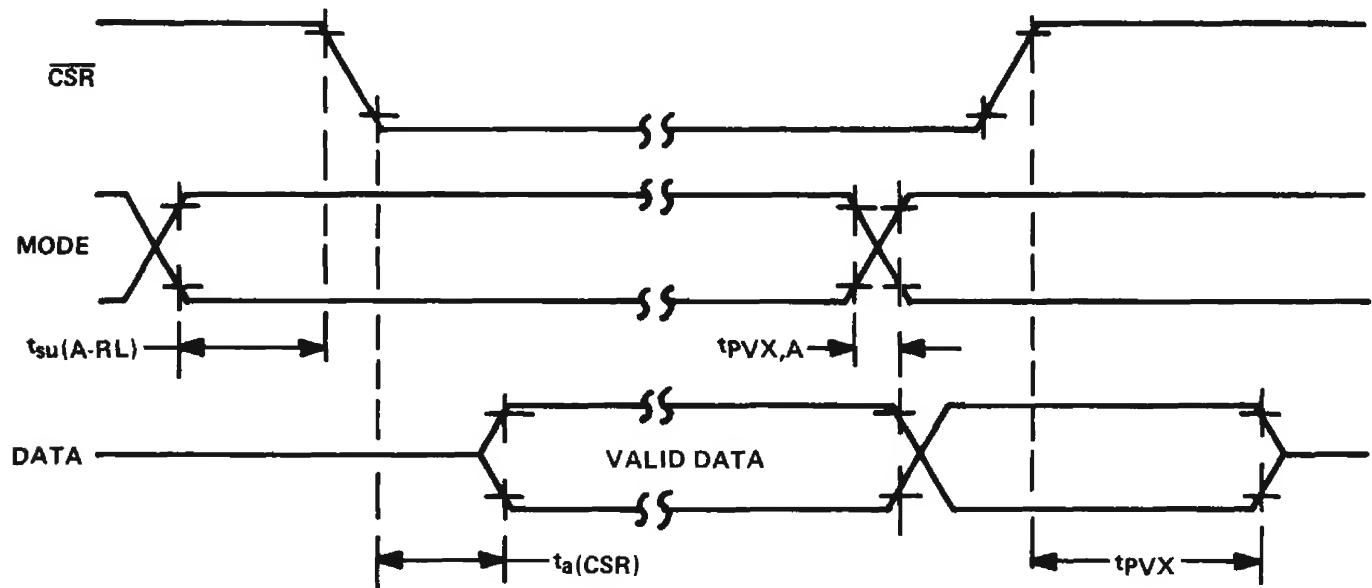 CSR
MODE
tsu(A-RL)
tPVX,A
DATA
VALID DATA
ta(CSR)
tPVX